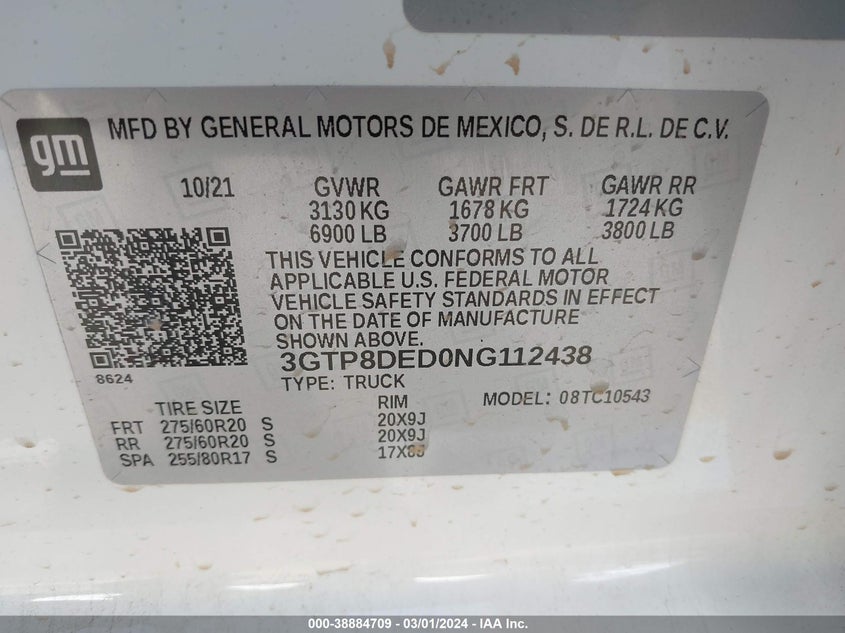 gm
MFD BY GENERAL MOTORS DE MEXICO, S. DE R.L. DE C.V.
10/21 GVWR GAWR FRT GAWR RR
3130 KG 1678 KG 1724 KG
6900 LB 3700 LB 3800 LB
THIS VEHICLE CONFORMS TO ALL
APPLICABLE U.S. FEDERAL MOTOR
VEHICLE SAFETY STANDARDS IN EFFECT
ON THE DATE OF MANUFACTURE
SHOWN ABOVE.
3GTP8DED0NG112438
8624
TYPE: TRUCK MODEL: 08TC10543
TIRE SIZE RIM
FRT 275/60R20 S 20X9J
RR 275/60R20 S 20X9J
SPA 255/80R17 S 17X8J
000-38884709 - 03/01/2024 - IAA Inc.